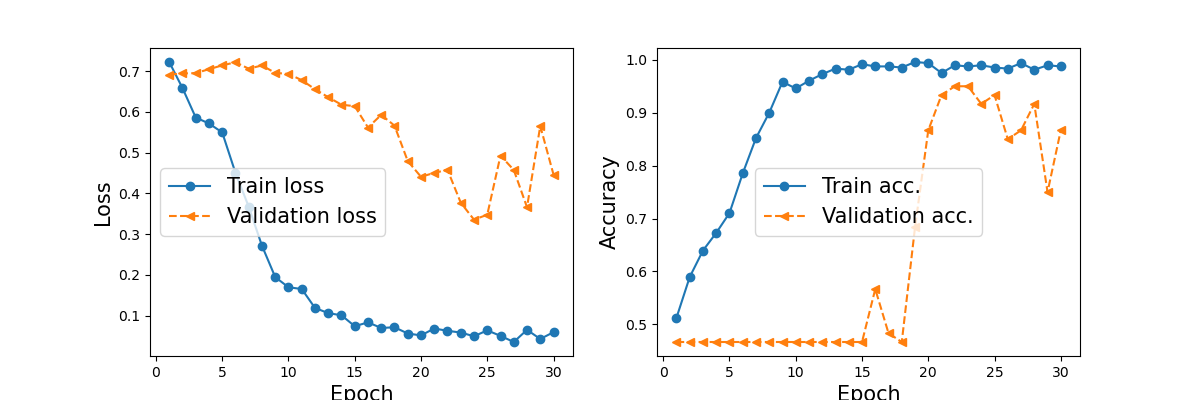 0.7
0.6
0.5
0.4
0.3
0.2
0.1
Loss
Train loss
Validation loss
0 5 10 15 20 25 30
Epoch
1.0
0.9
0.8
0.7
0.6
0.5
Accuracy
Train acc.
Validation acc.
0 5 10 15 20 25 30
Epoch